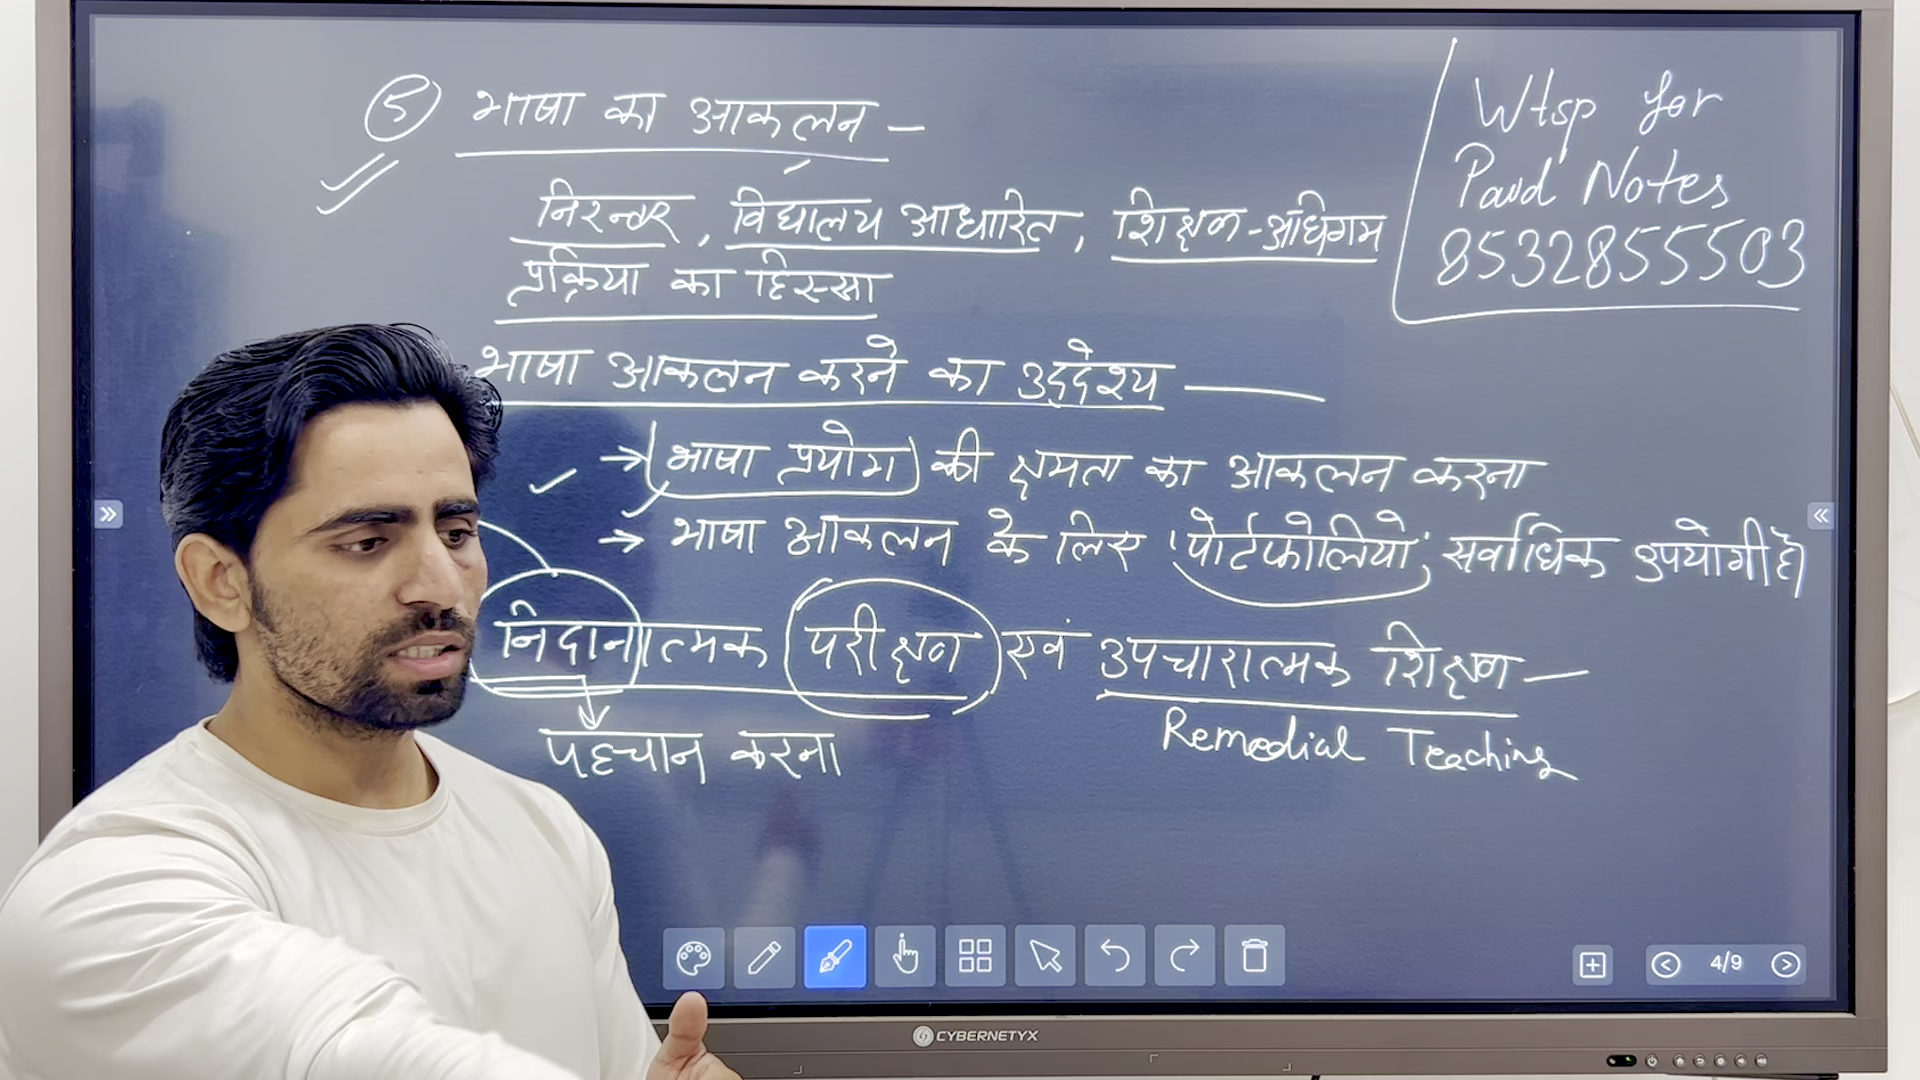 5 भाषा का आकलन —
निरन्तर, विद्यालय आधारित, शिक्षण-अधिगम
प्रक्रिया का हिस्सा
भाषा आकलन करने का उद्देश्य —
→ भाषा प्रयोग की क्षमता का आकलन करना
→ भाषा आकलन के लिए 'पोर्टफोलियो' सर्वाधिक उपयोगी है।
निदानात्मक परीक्षण एवं उपचारात्मक शिक्षण —
पहचान करना
Remedial Teaching
Wtsp for
Paid Notes
8532855503
4/9
CYBERNETYX